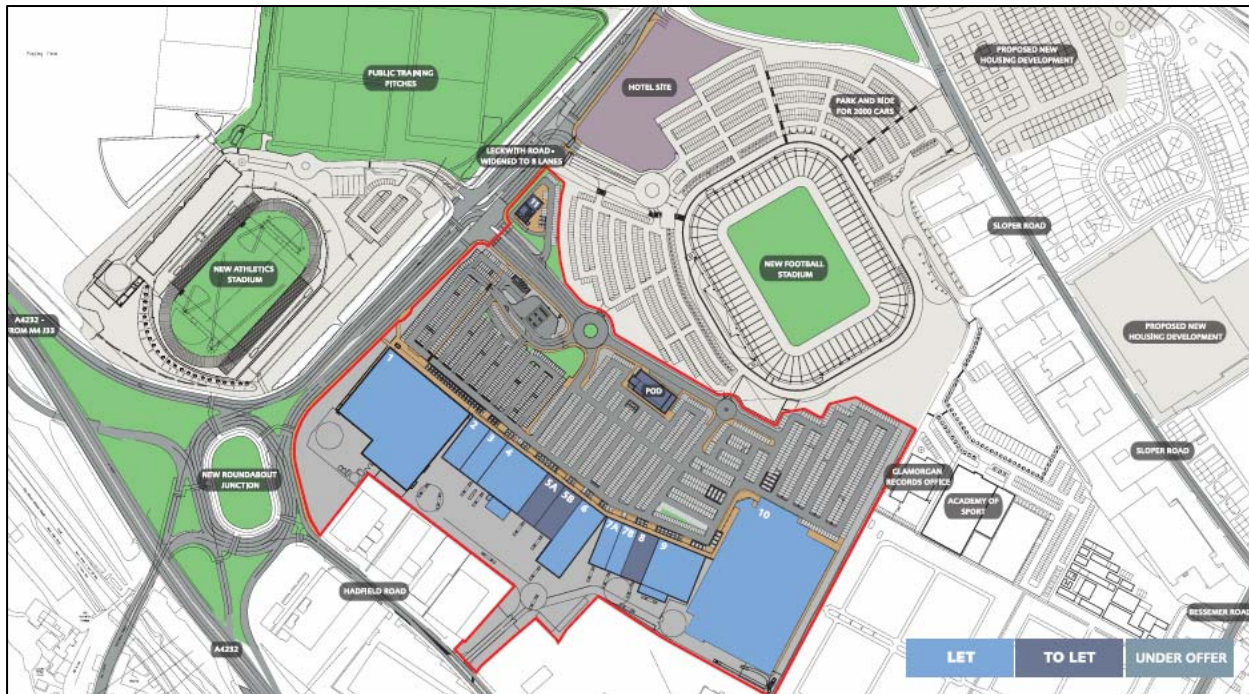 Playing Field
PUBLIC TRAINING
PITCHES
HOTEL SITE
PROPOSED NEW
HOUSING DEVELOPMENT
PARK AND RIDE
FOR 2000 CARS
LECKWITH ROAD -
WIDENED TO 8 LANES
SLOPER ROAD
NEW ATHLETICS
STADIUM
NEW FOOTBALL
STADIUM
A4232 -
FROM M4 J33
PROPOSED NEW
HOUSING DEVELOPMENT
1
POD
2
3
4
5A
5B
6
7A
7B
8
9
10
SLOPER ROAD
NEW ROUNDABOUT
JUNCTION
GLAMORGAN
RECORDS OFFICE
ACADEMY OF
SPORT
HADFIELD ROAD
BESSEMER ROAD
A4232
LET
TO LET
UNDER OFFER